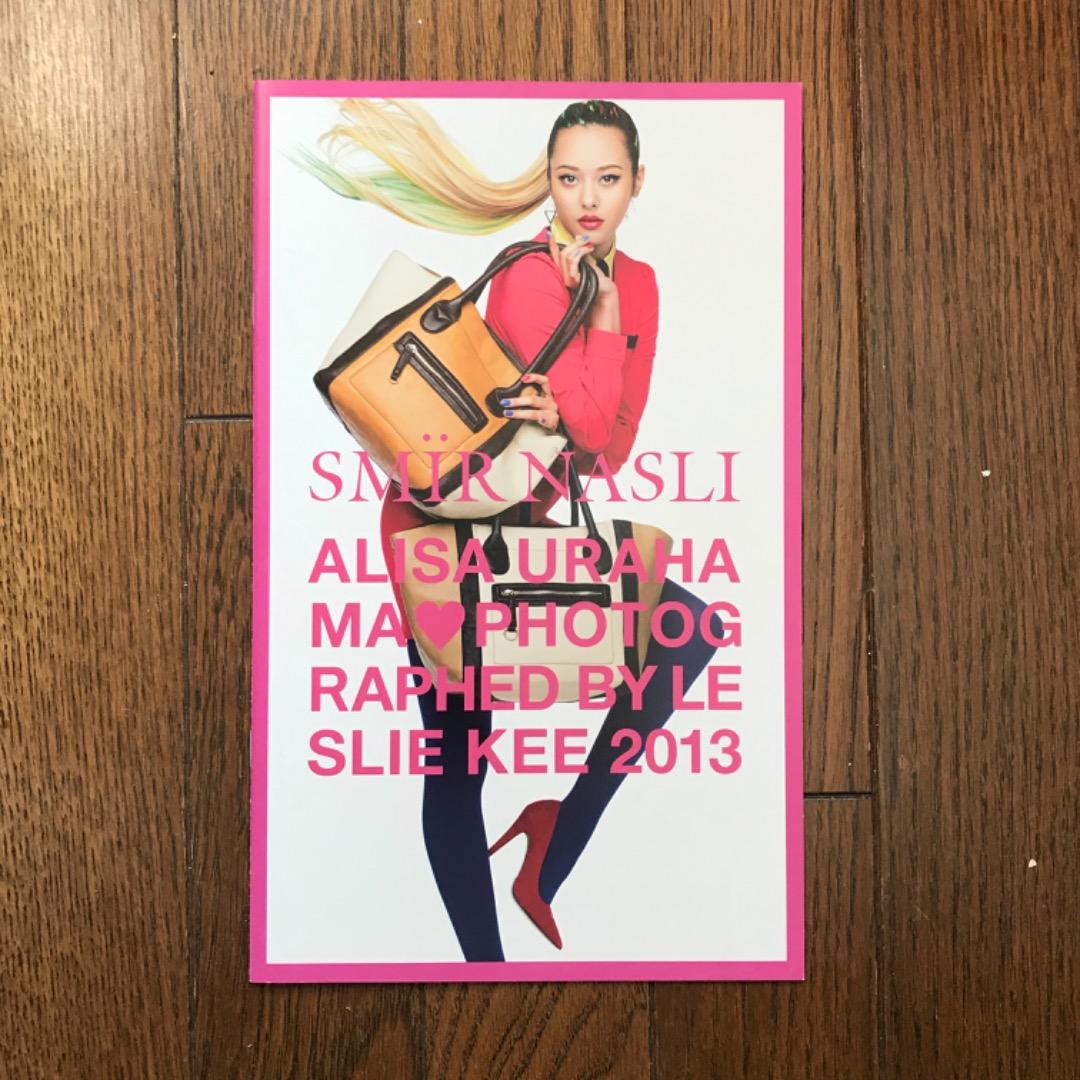 SMÏR NASLI
ALISA URAHA
MA♥PHOTOG
RAPHED BY LE
SLIE KEE 2013